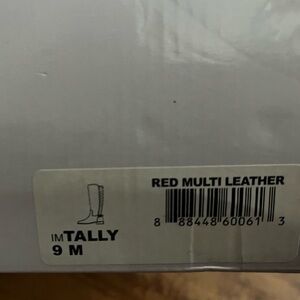 RED MULTI LEATHER
8 88448 60061 3
IMTALLY
9 M